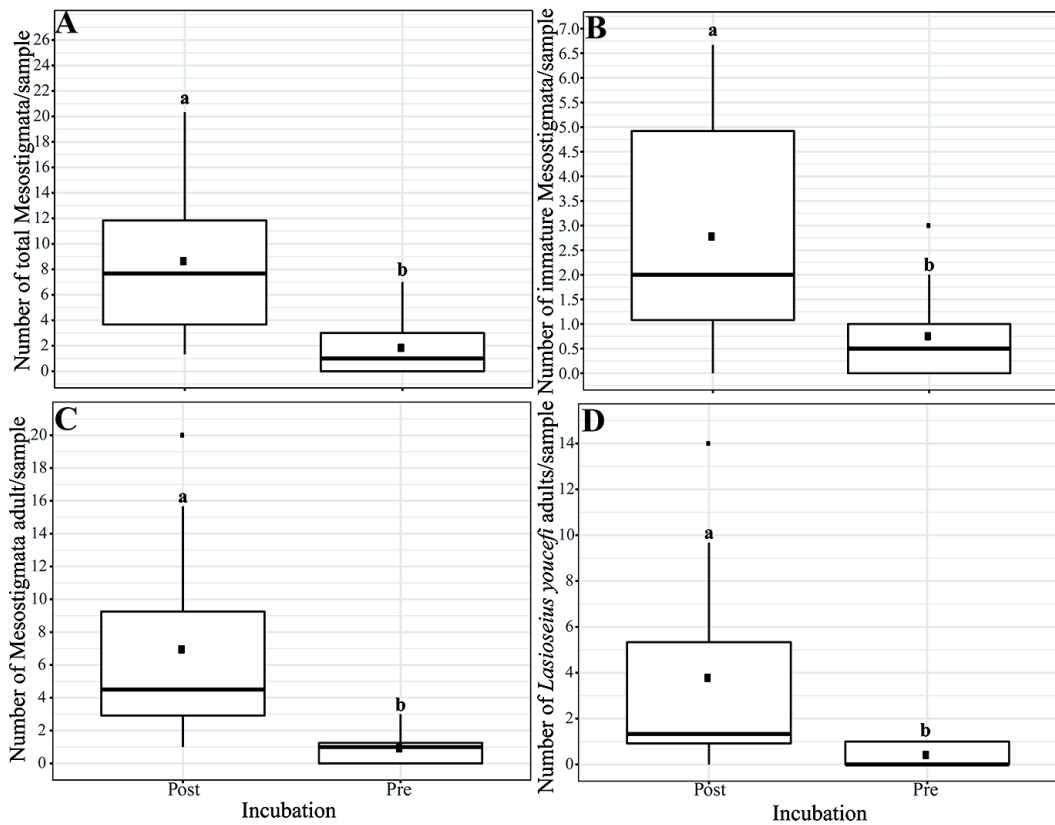 A
Number of total Mesostigmata/sample
26
24
22
20
18
16
14
12
10
8
6
4
2
0
a
b
B
Number of immature Mesostigmata/sample
7.0
6.5
6.0
5.5
5.0
4.5
4.0
3.5
3.0
2.5
2.0
1.5
1.0
0.5
0.0
a
b
C
Number of Mesostigmata adult/sample
20
18
16
14
12
10
8
6
4
2
0
a
b
Post
Pre
Incubation
D
Number of Lasioseius youcefi adults/sample
14
12
10
8
6
4
2
0
a
b
Post
Pre
Incubation